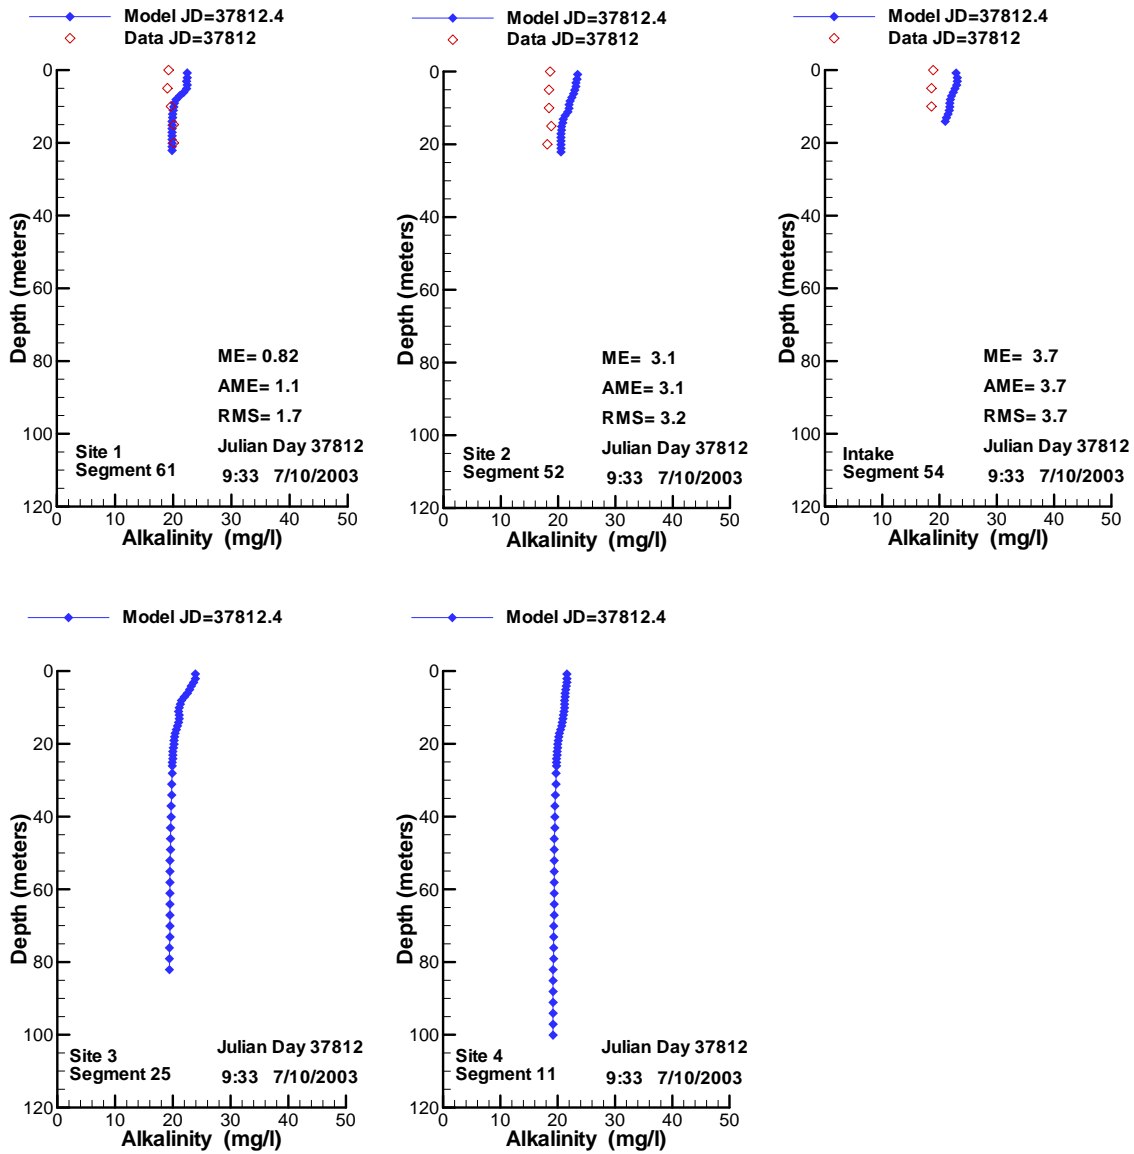 Model JD=37812.4
Data JD=37812
0
20
40
60
80
100
120
Depth (meters)
ME= 0.82
AME= 1.1
RMS= 1.7
Julian Day 37812
9:33 7/10/2003
Site 1
Segment 61
0 10 20 30 40 50
Alkalinity (mg/l)
Model JD=37812.4
Data JD=37812
0
20
40
60
80
100
120
Depth (meters)
ME= 3.1
AME= 3.1
RMS= 3.2
Julian Day 37812
9:33 7/10/2003
Site 2
Segment 52
0 10 20 30 40 50
Alkalinity (mg/l)
Model JD=37812.4
Data JD=37812
0
20
40
60
80
100
120
Depth (meters)
ME= 3.7
AME= 3.7
RMS= 3.7
Julian Day 37812
9:33 7/10/2003
Intake
Segment 54
0 10 20 30 40 50
Alkalinity (mg/l)
Model JD=37812.4
0
20
40
60
80
100
120
Depth (meters)
Julian Day 37812
9:33 7/10/2003
Site 3
Segment 25
0 10 20 30 40 50
Alkalinity (mg/l)
Model JD=37812.4
0
20
40
60
80
100
120
Depth (meters)
Julian Day 37812
9:33 7/10/2003
Site 4
Segment 11
0 10 20 30 40 50
Alkalinity (mg/l)